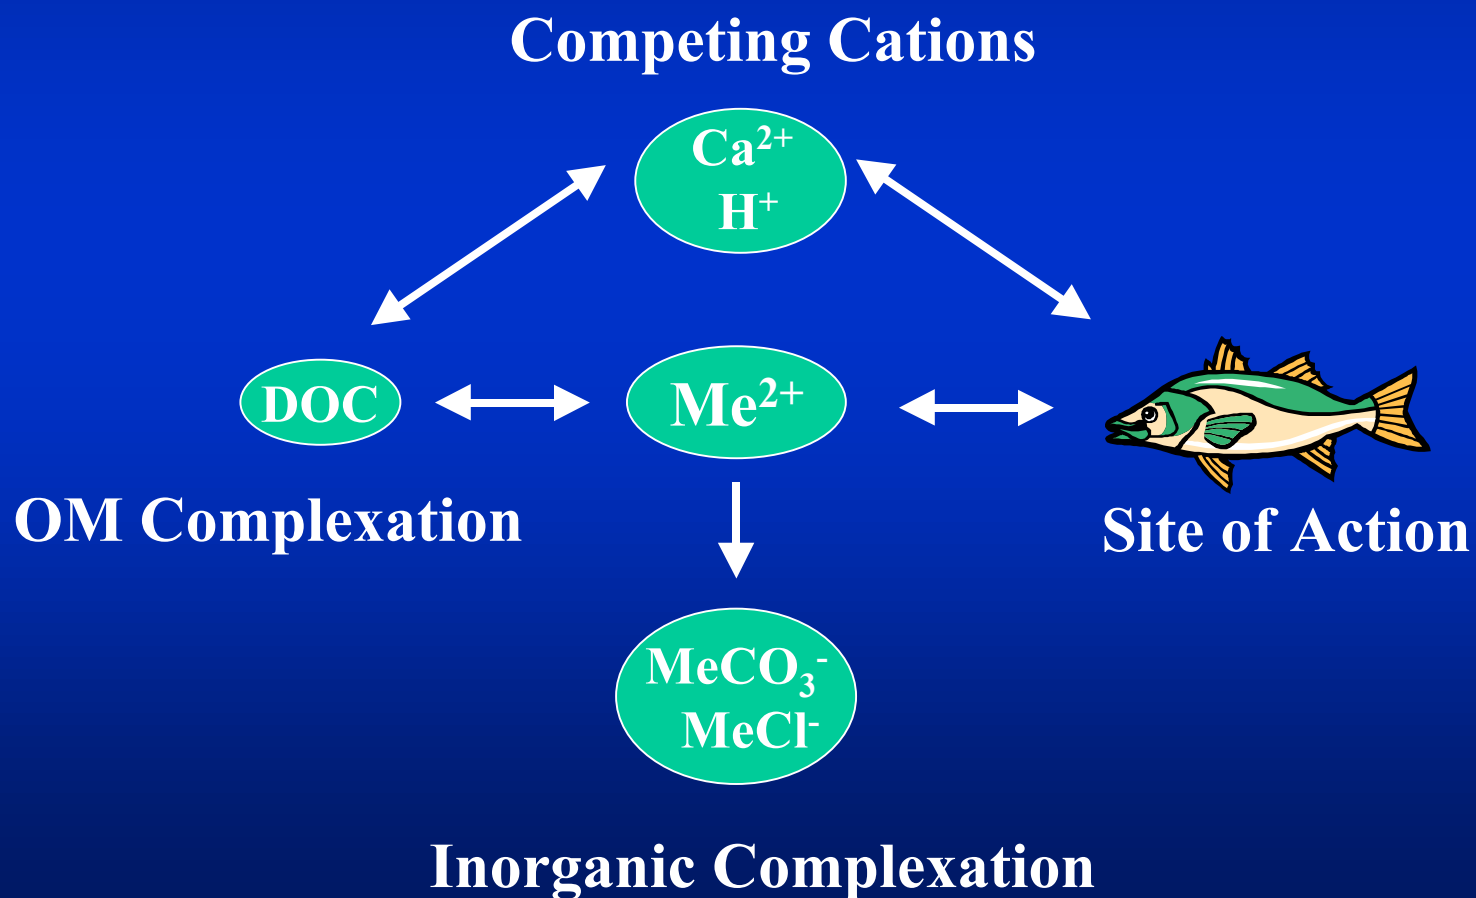 Competing Cations
Ca²⁺
H⁺
DOC
Me²⁺
OM Complexation
Site of Action
MeCO₃⁻
MeCl⁻
Inorganic Complexation